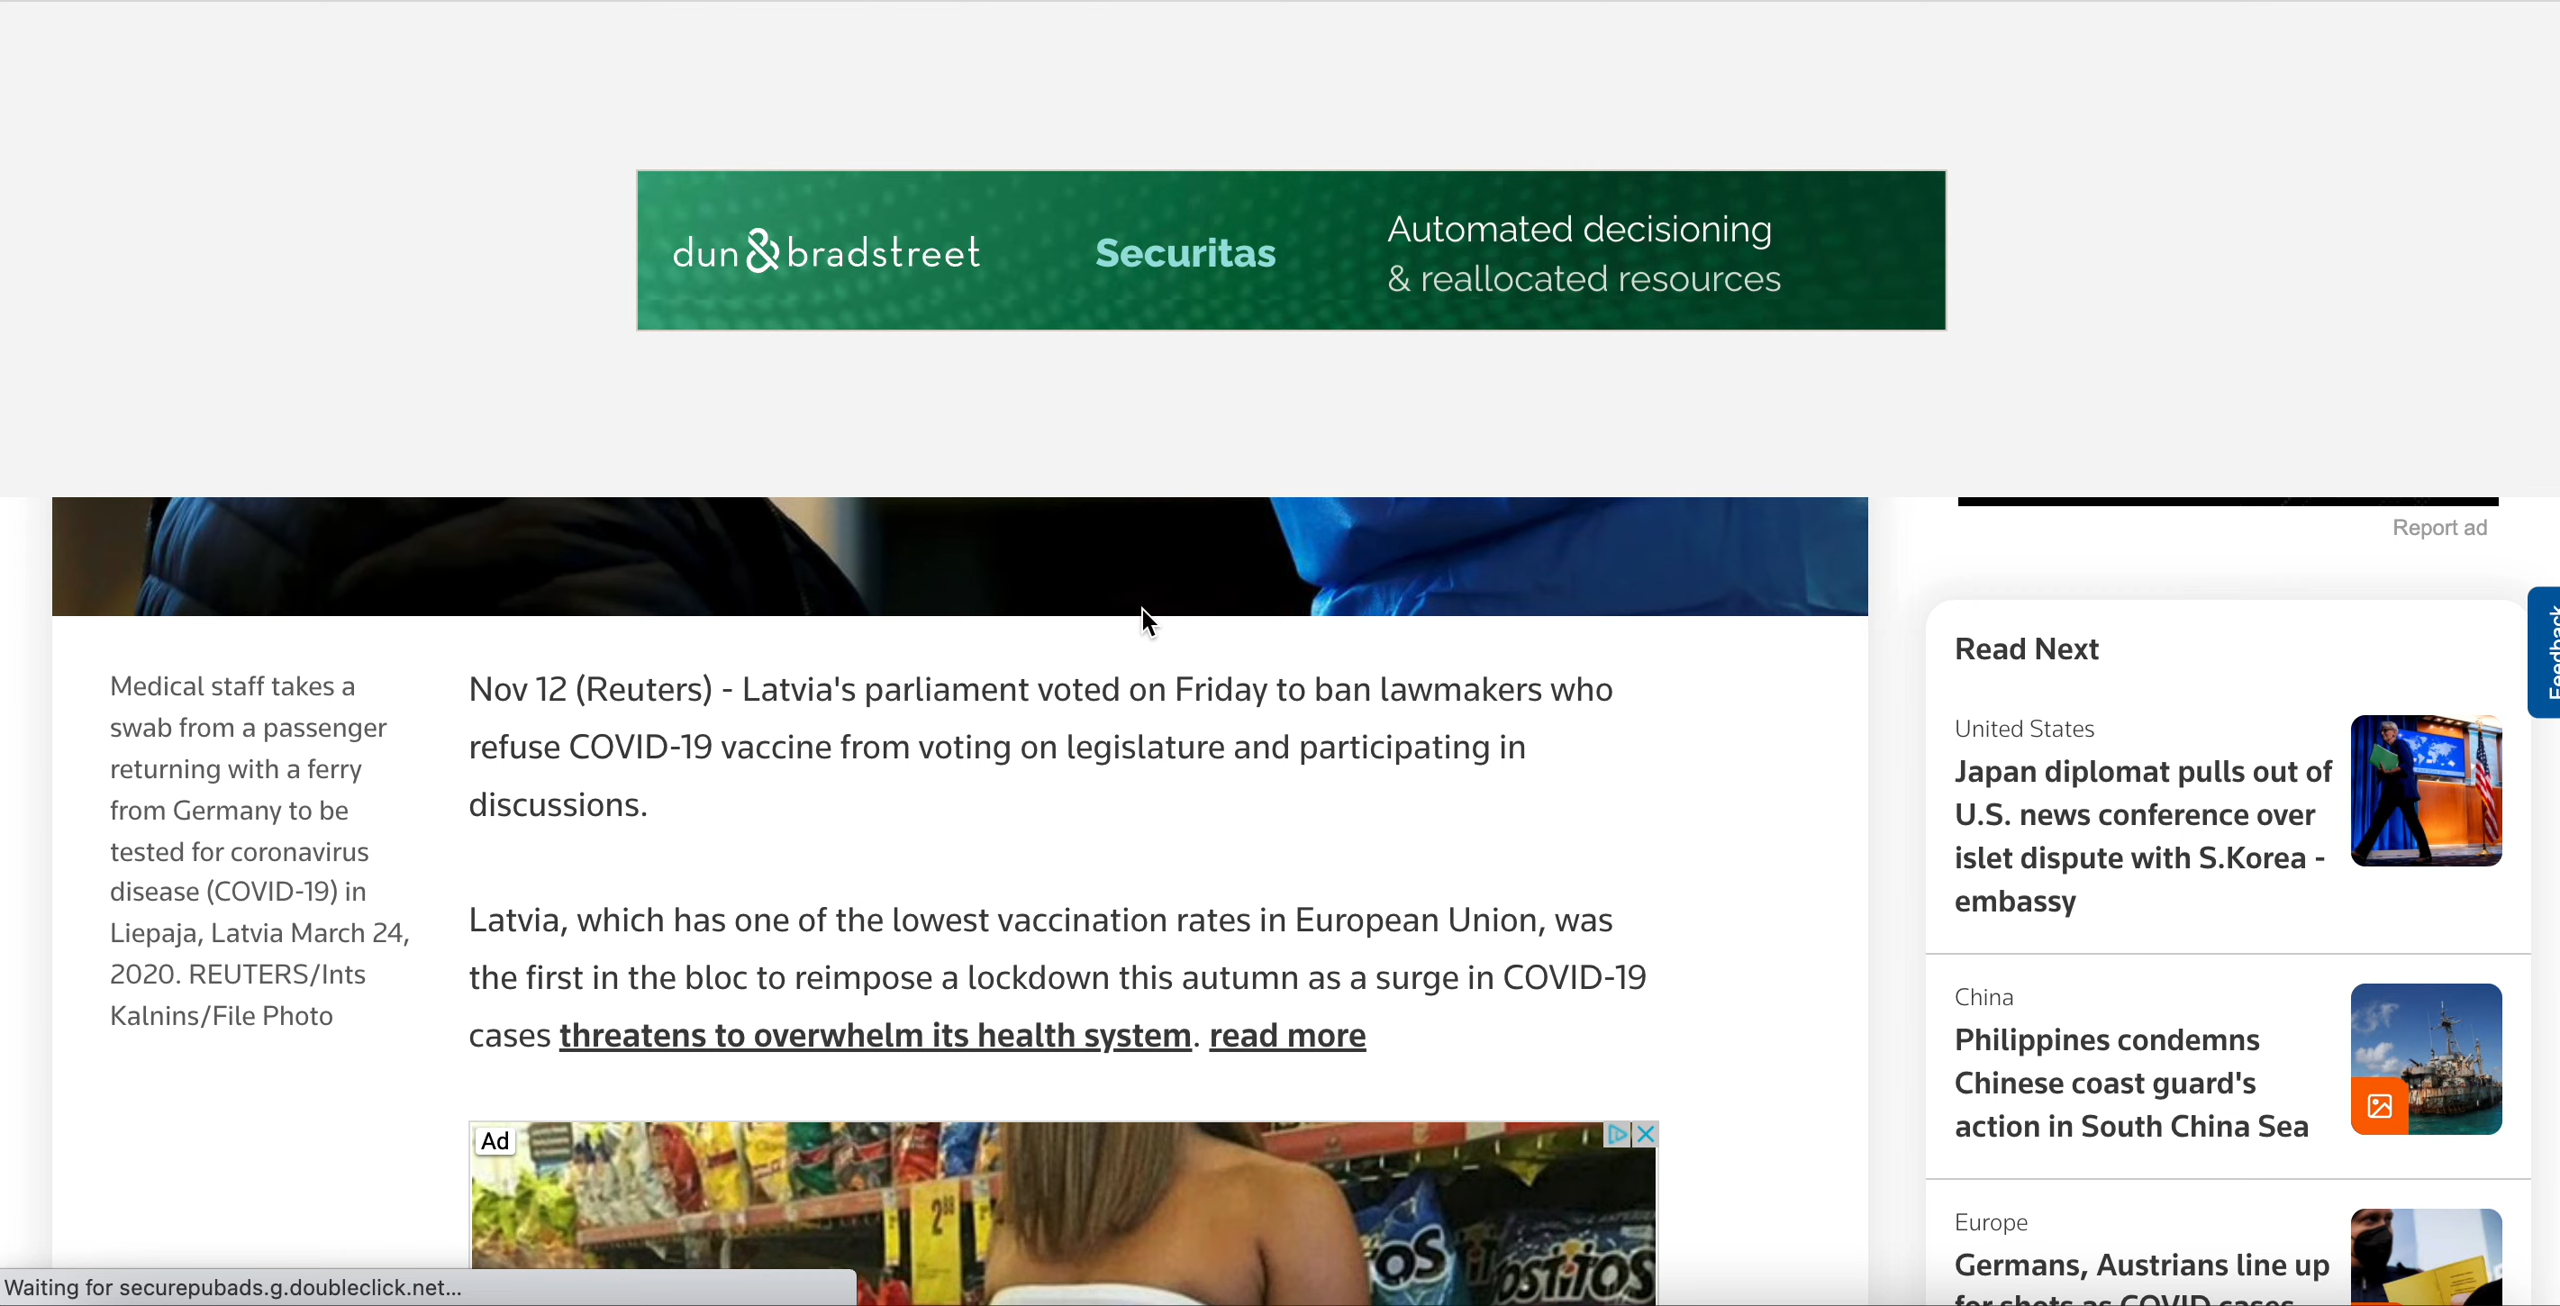 dun & bradstreet
Securitas
Automated decisioning
& reallocated resources
Report ad
Feedback
Medical staff takes a
swab from a passenger
returning with a ferry
from Germany to be
tested for coronavirus
disease (COVID-19) in
Liepaja, Latvia March 24,
2020. REUTERS/Ints
Kalnins/File Photo
Nov 12 (Reuters) - Latvia's parliament voted on Friday to ban lawmakers who
refuse COVID-19 vaccine from voting on legislature and participating in
discussions.
Latvia, which has one of the lowest vaccination rates in European Union, was
the first in the bloc to reimpose a lockdown this autumn as a surge in COVID-19
cases threatens to overwhelm its health system. read more
Ad
2
OS
OSTITOS
Read Next
United States
Japan diplomat pulls out of
U.S. news conference over
islet dispute with S.Korea -
embassy
China
Philippines condemns
Chinese coast guard's
action in South China Sea
Europe
Germans, Austrians line up
for shots as COVID cases
Waiting for securepubads.g.doubleclick.net...